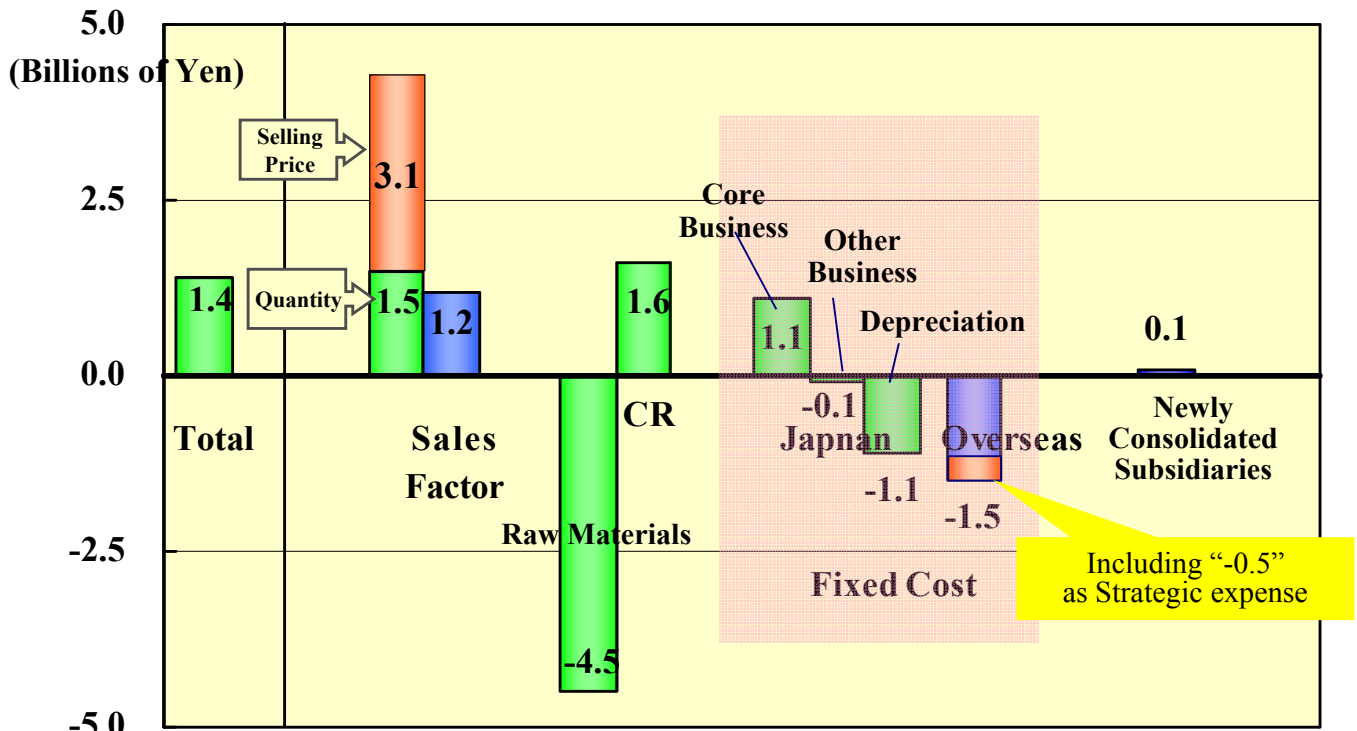 5.0
(Billions of Yen)
Selling
Price
3.1
2.5
Core
Business
Other
Business
Quantity
1.4
1.5
1.2
1.6
1.1
Depreciation
0.1
0.0
Total
Sales
Factor
CR
-0.1
Japnan
Overseas
Newly
Consolidated
Subsidiaries
-1.1
-1.5
Raw Materials
-2.5
Including “-0.5”
as Strategic expense
Fixed Cost
-4.5
-5.0